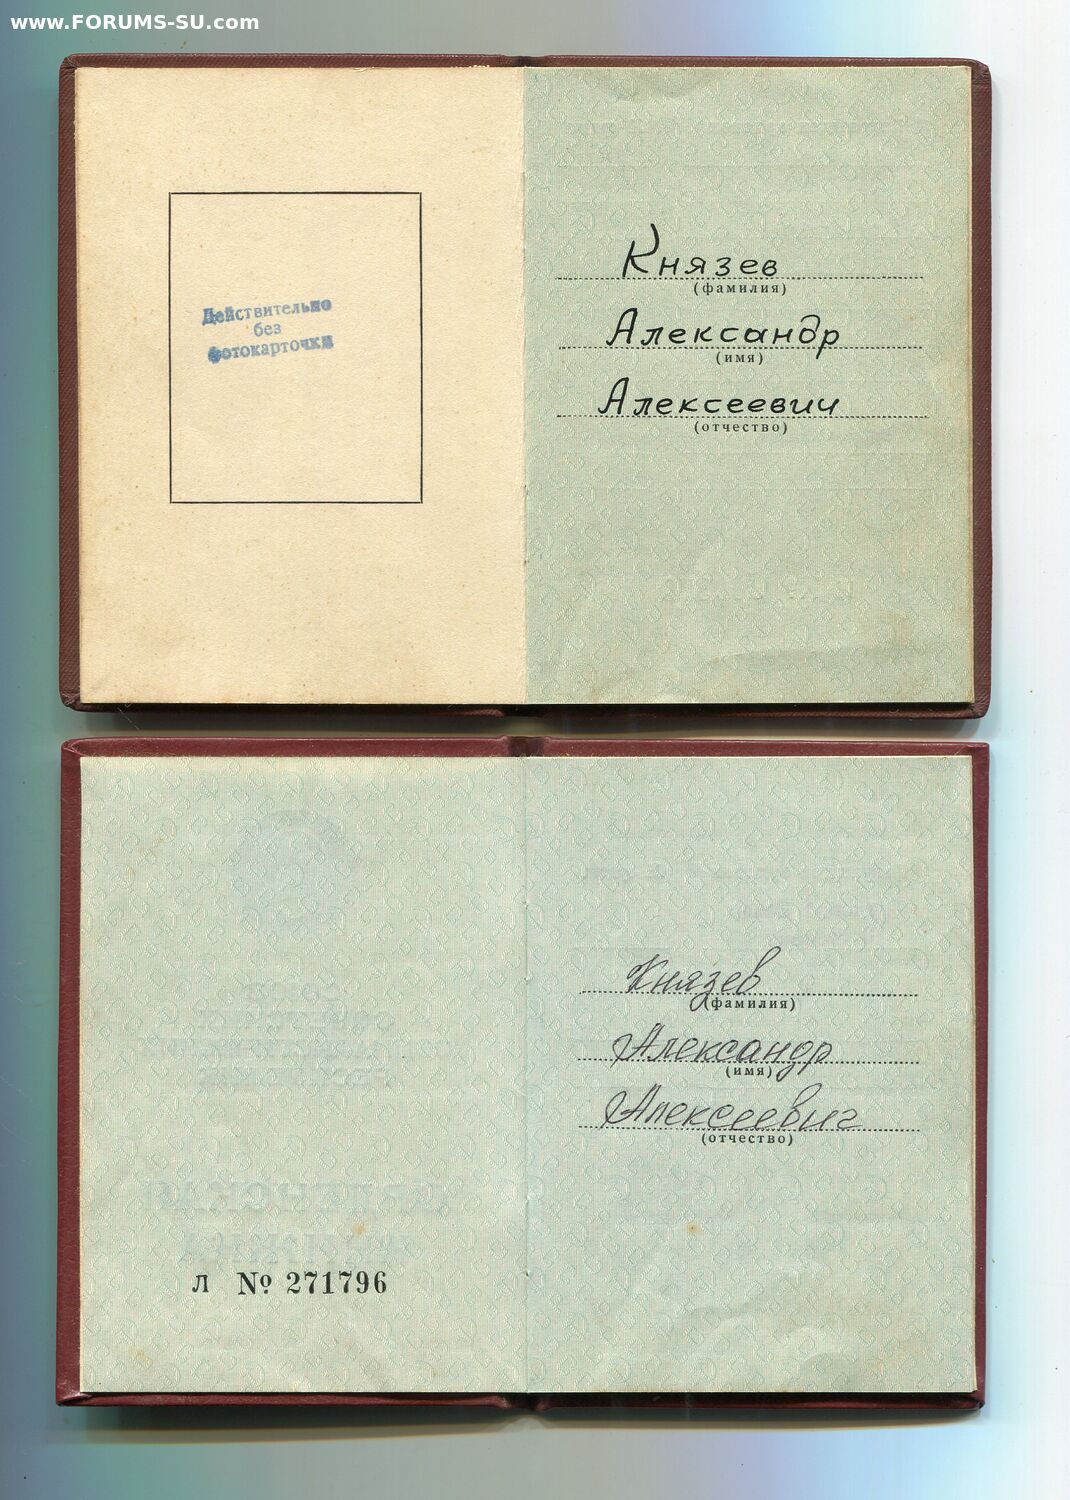 www.FORUMS-SU.com
Действительно
без
фотокарточки
Князев
(фамилия)
Александр
(имя)
Алексеевич
(отчество)
л № 271796
Князев
(фамилия)
Александр
(имя)
Алексеевич
(отчество)